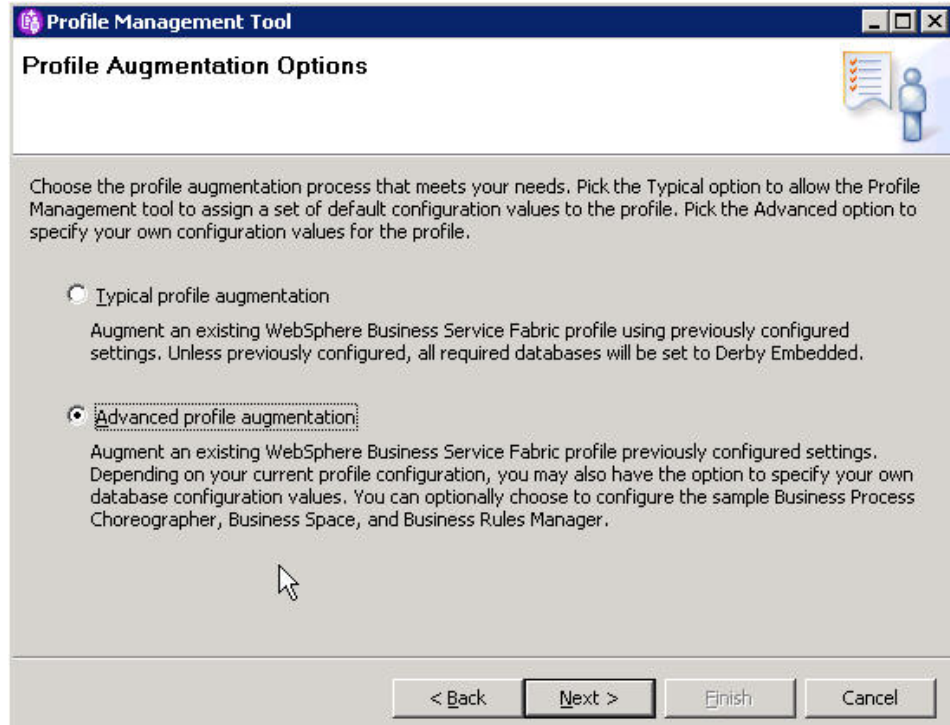 Profile Management Tool
Profile Augmentation Options
Choose the profile augmentation process that meets your needs. Pick the Typical option to allow the Profile
Management tool to assign a set of default configuration values to the profile. Pick the Advanced option to
specify your own configuration values for the profile.
Typical profile augmentation
Augment an existing WebSphere Business Service Fabric profile using previously configured
settings. Unless previously configured, all required databases will be set to Derby Embedded.
Advanced profile augmentation
Augment an existing WebSphere Business Service Fabric profile previously configured settings.
Depending on your current profile configuration, you may also have the option to specify your own
database configuration values. You can optionally choose to configure the sample Business Process
Choreographer, Business Space, and Business Rules Manager.
< Back Next > Finish Cancel